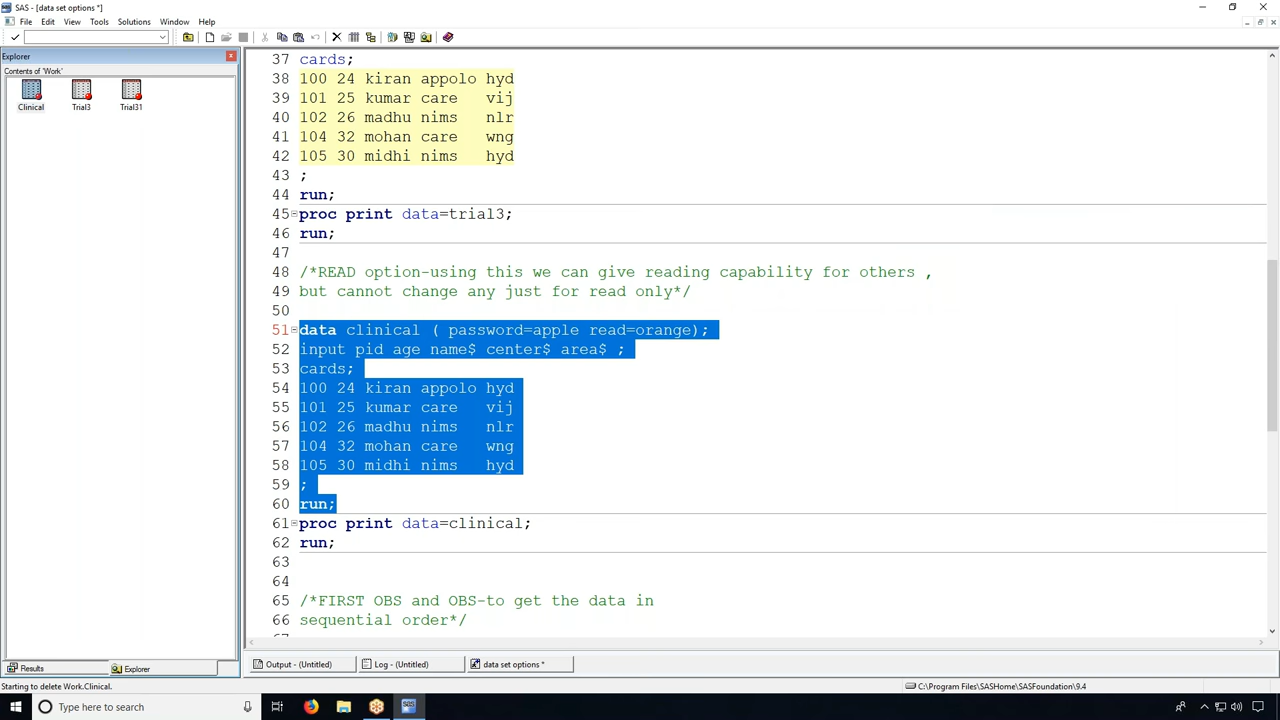 SAS - [data set options *]
File Edit View Tools Solutions Window Help
Explorer
Contents of 'Work'
Clinical Trial3 Trial31
37 cards;
38 100 24 kiran appolo hyd
39 101 25 kumar care vij
40 102 26 madhu nims nlr
41 104 32 mohan care wng
42 105 30 midhi nims hyd
43 ;
44 run;
45 proc print data=trial3;
46 run;
47
48 /*READ option-using this we can give reading capability for others ,
49 but cannot change any just for read only*/
50
51 data clinical ( password=apple read=orange);
52 input pid age name$ center$ area$ ;
53 cards;
54 100 24 kiran appolo hyd
55 101 25 kumar care vij
56 102 26 madhu nims nlr
57 104 32 mohan care wng
58 105 30 midhi nims hyd
59 ;
60 run;
61 proc print data=clinical;
62 run;
63
64
65 /*FIRST OBS and OBS-to get the data in
66 sequential order*/
Results Explorer Output - (Untitled) Log - (Untitled) data set options *
Starting to delete Work.Clinical. C:\Program Files\SASHome\SASFoundation\9.4
Type here to search